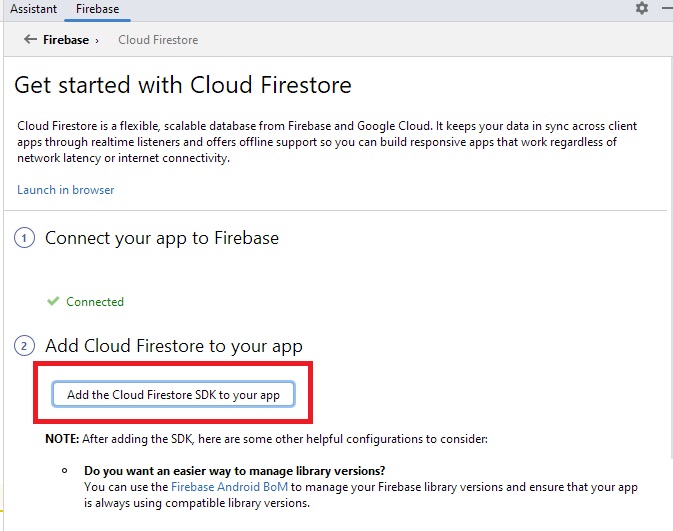 Assistant Firebase
← Firebase › Cloud Firestore
Get started with Cloud Firestore
Cloud Firestore is a flexible, scalable database from Firebase and Google Cloud. It keeps your data in sync across client
apps through realtime listeners and offers offline support so you can build responsive apps that work regardless of
network latency or internet connectivity.
Launch in browser
1 Connect your app to Firebase
Connected
2 Add Cloud Firestore to your app
Add the Cloud Firestore SDK to your app
NOTE: After adding the SDK, here are some other helpful configurations to consider:
Do you want an easier way to manage library versions?
You can use the Firebase Android BoM to manage your Firebase library versions and ensure that your app
is always using compatible library versions.